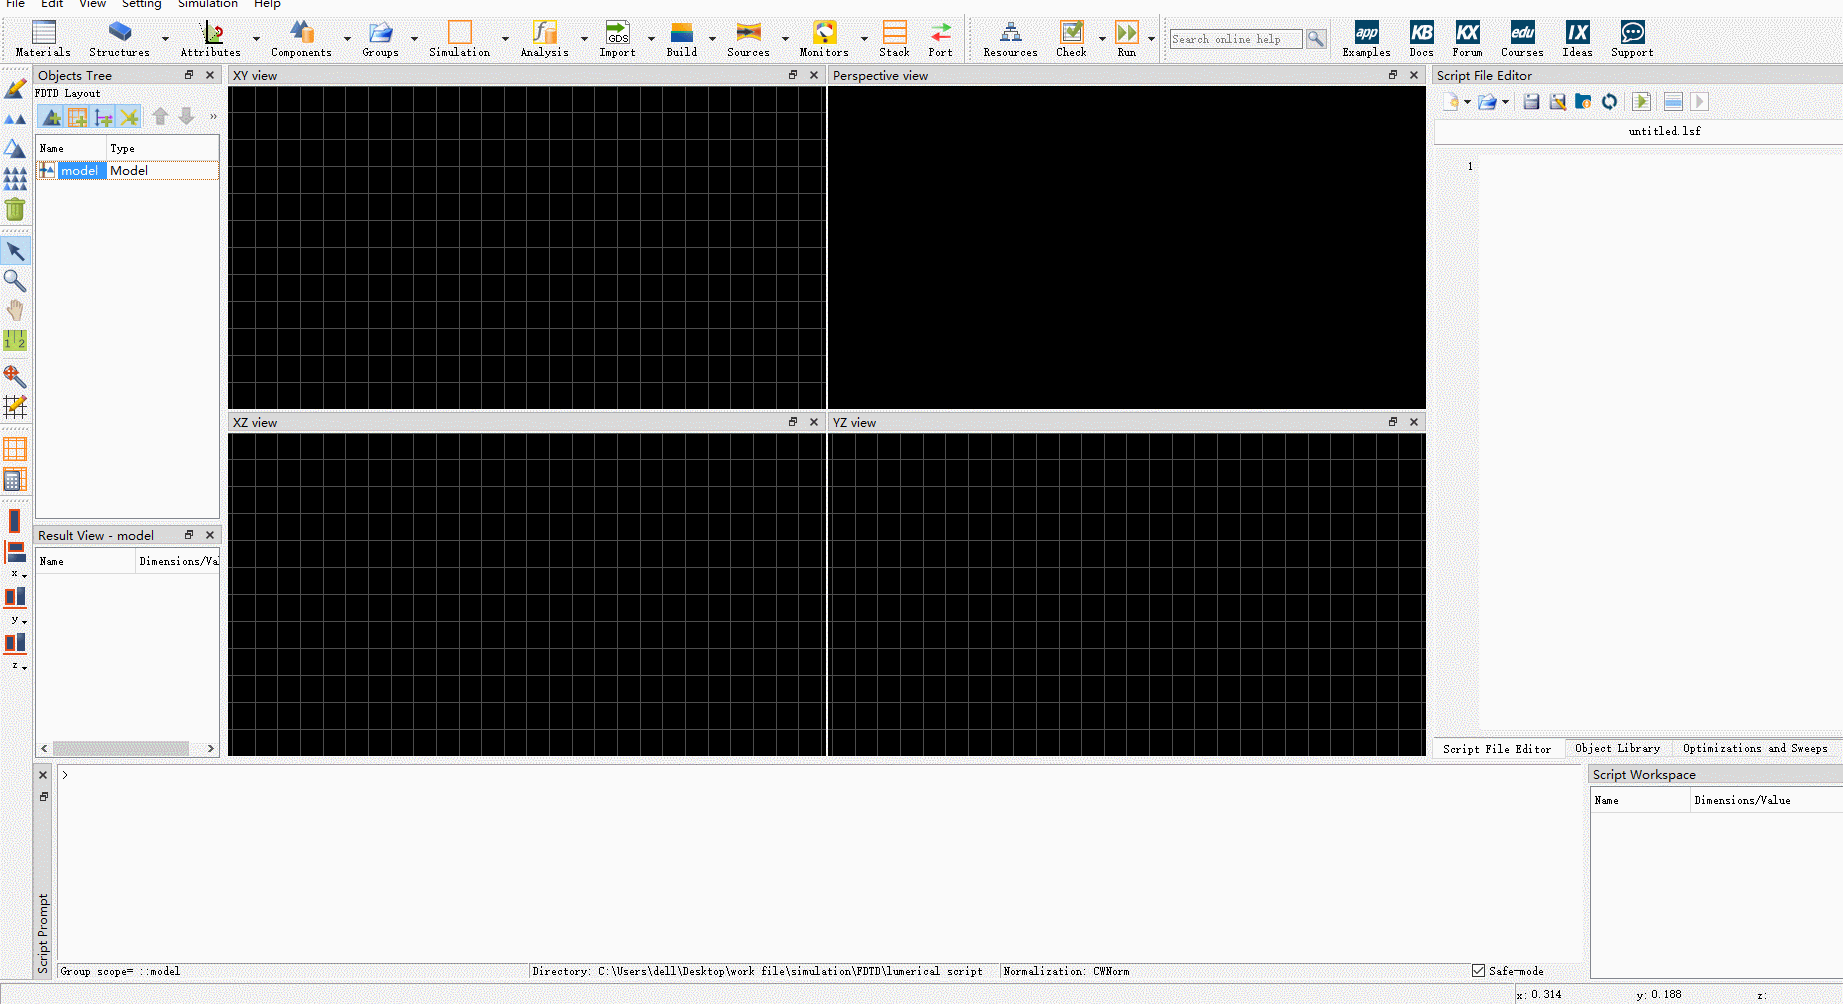 File Edit View Setting Simulation Help
Materials Structures Attributes Components Groups Simulation Analysis Import Build Sources Monitors Stack Port Resources Check Run Search online help Examples Docs Forum Courses Ideas Support
GDS app KB KX edu IX
Objects Tree
FDTD Layout
»
Name Type
model Model
XY view
Perspective view
XZ view
YZ view
1 2
x
y
z
Result View - model
Name Dimensions/Va
Script File Editor
untitled.lsf
1
Script File Editor Object Library Optimizations and Sweeps
>
Script Prompt
Group scope= ::model Directory: C:\Users\dell\Desktop\work file\simulation\FDTD\lumerical script Normalization: CWNorm Safe-mode
Script Workspace
Name Dimensions/Value
x: 0.314 y: 0.188 z: